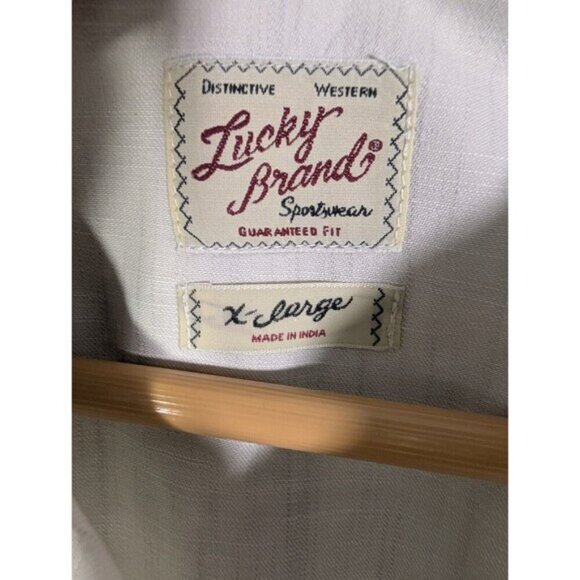 Distinctive Western
Lucky
Brand®
Sportswear
Guaranteed Fit
X-Large
Made in India